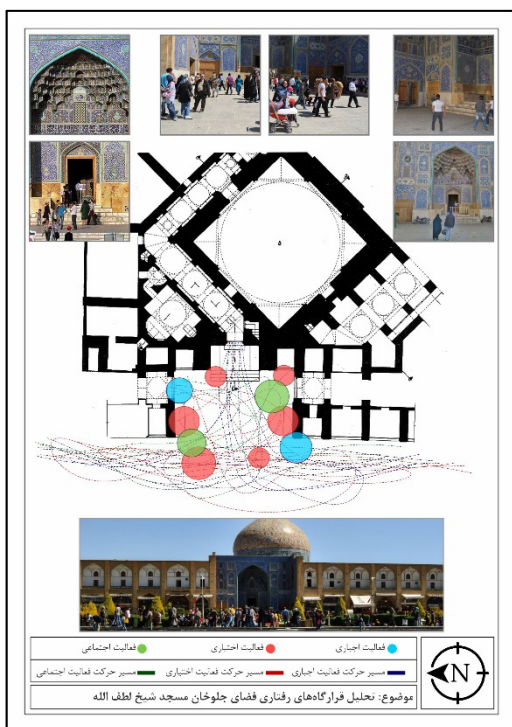 فعالیت اجباری فعالیت اختیاری فعالیت اجتماعی
مسیر حرکت فعالیت اجباری مسیر حرکت فعالیت اختیاری مسیر حرکت فعالیت اجتماعی
موضوع: تحلیل قرارگاه‌های رفتاری فضای جلوخان مسجد شیخ لطف الله
N